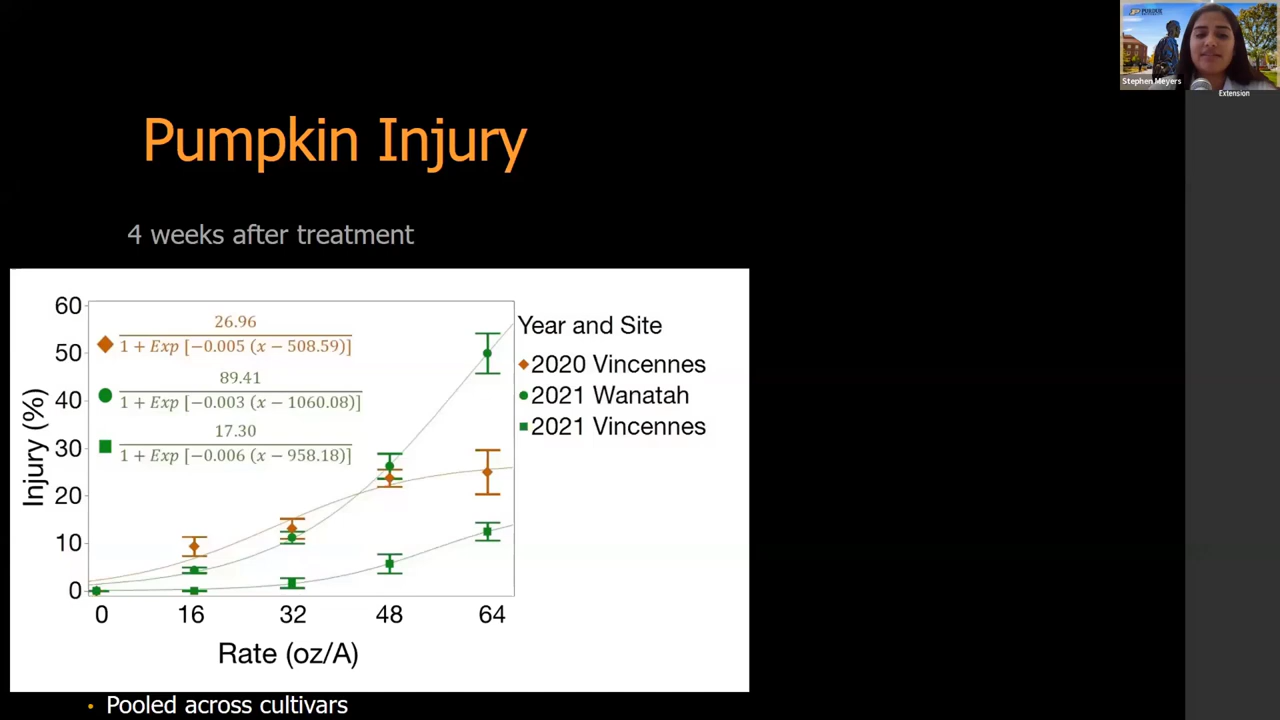 PURDUE
Stephen Meyers
Extension
Pumpkin Injury
4 weeks after treatment
60
50
40
30
20
10
0
Injury (%)
26.96
1 + Exp [−0.005 (x − 508.59)]
89.41
1 + Exp [−0.003 (x − 1060.08)]
17.30
1 + Exp [−0.006 (x − 958.18)]
Year and Site
2020 Vincennes
2021 Wanatah
2021 Vincennes
0 16 32 48 64
Rate (oz/A)
• Pooled across cultivars